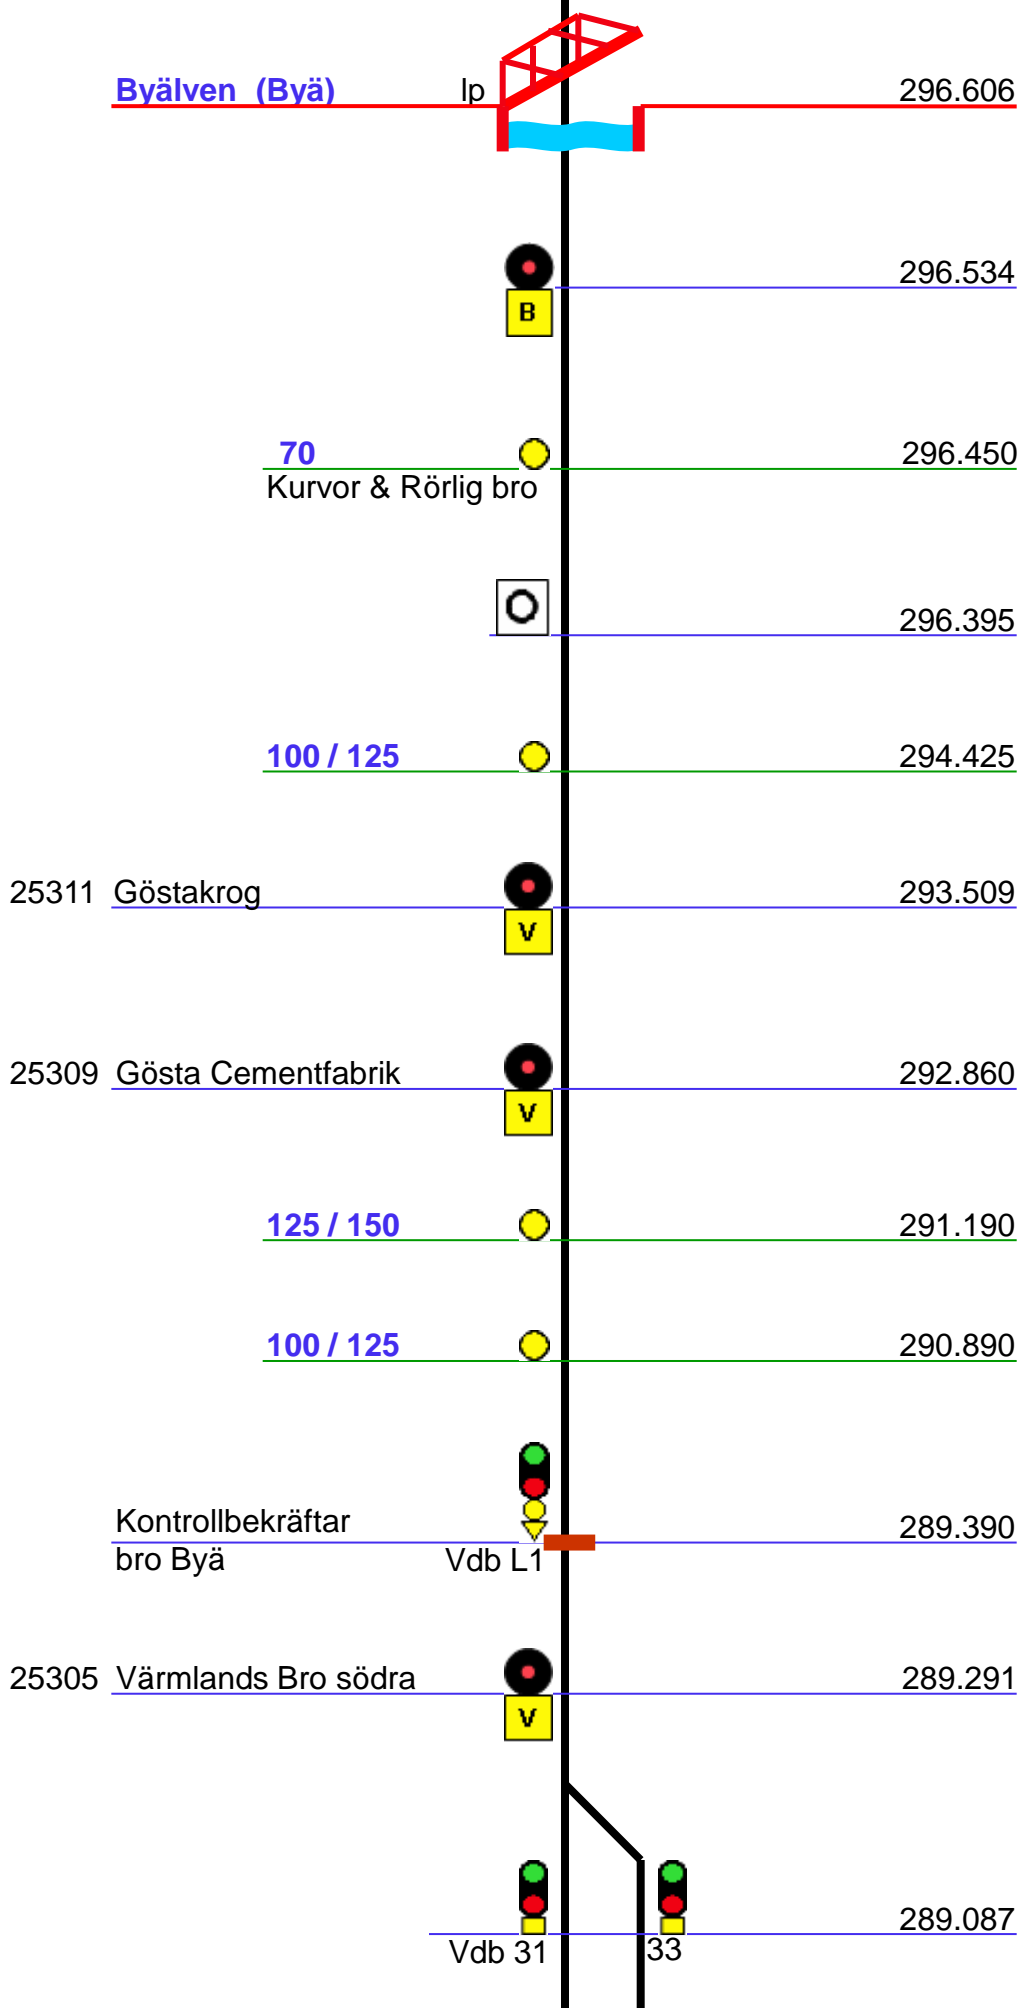 Byälven (Byä) lp 296.606
296.534
B
70 296.450
Kurvor & Rörlig bro
296.395
100 / 125 294.425
25311 Göstakrog 293.509
V
25309 Gösta Cementfabrik 292.860
V
125 / 150 291.190
100 / 125 290.890
Kontrollbekräftar 289.390
bro Byä Vdb L1
25305 Värmlands Bro södra 289.291
V
289.087
Vdb 31 33